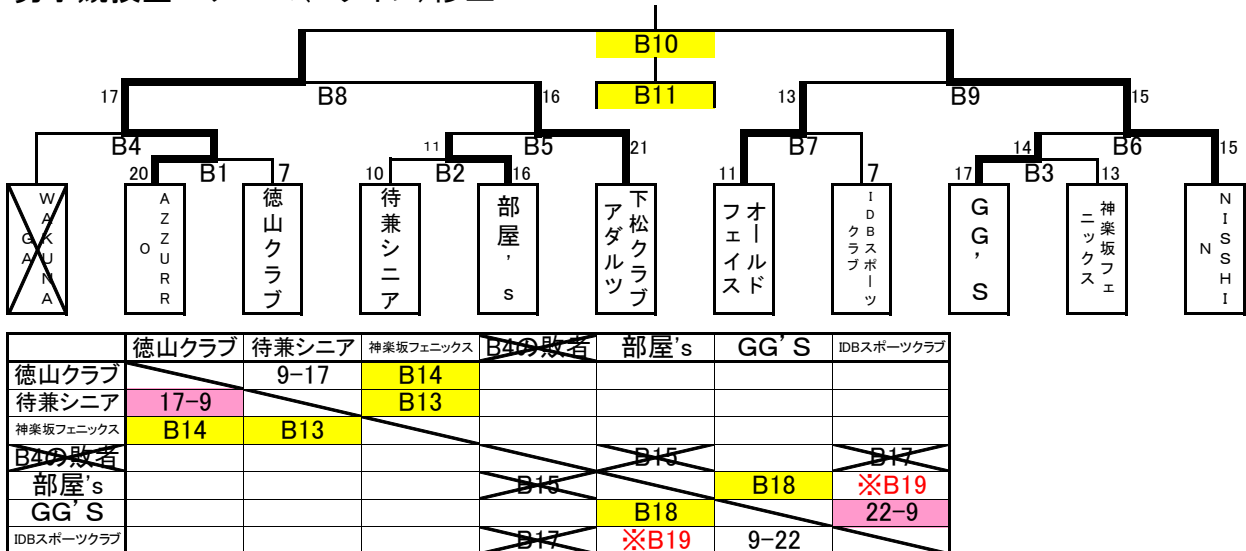 B10
17 B8 16 B11 13 B9 15
B4 11 B5 21 B7 14 B6 15
20 B1 7 10 B2 16 11 7 17 B3 13
WAKUNAGA
AZZURRO
徳山クラブ
待兼シニア
部屋's
下松クラブアダルツ
オールドフェイス
IDBスポーツクラブ
GG'S
神楽坂フェニックス
NISSHIN
徳山クラブ 待兼シニア 神楽坂フェニックス B4の敗者 部屋's GG'S IDBスポーツクラブ
徳山クラブ 9-17 B14
待兼シニア 17-9 B13
神楽坂フェニックス B14 B13
B4の敗者 B15 B17
部屋's B15 B18 ※B19
GG'S B18 22-9
IDBスポーツクラブ B17 ※B19 9-22